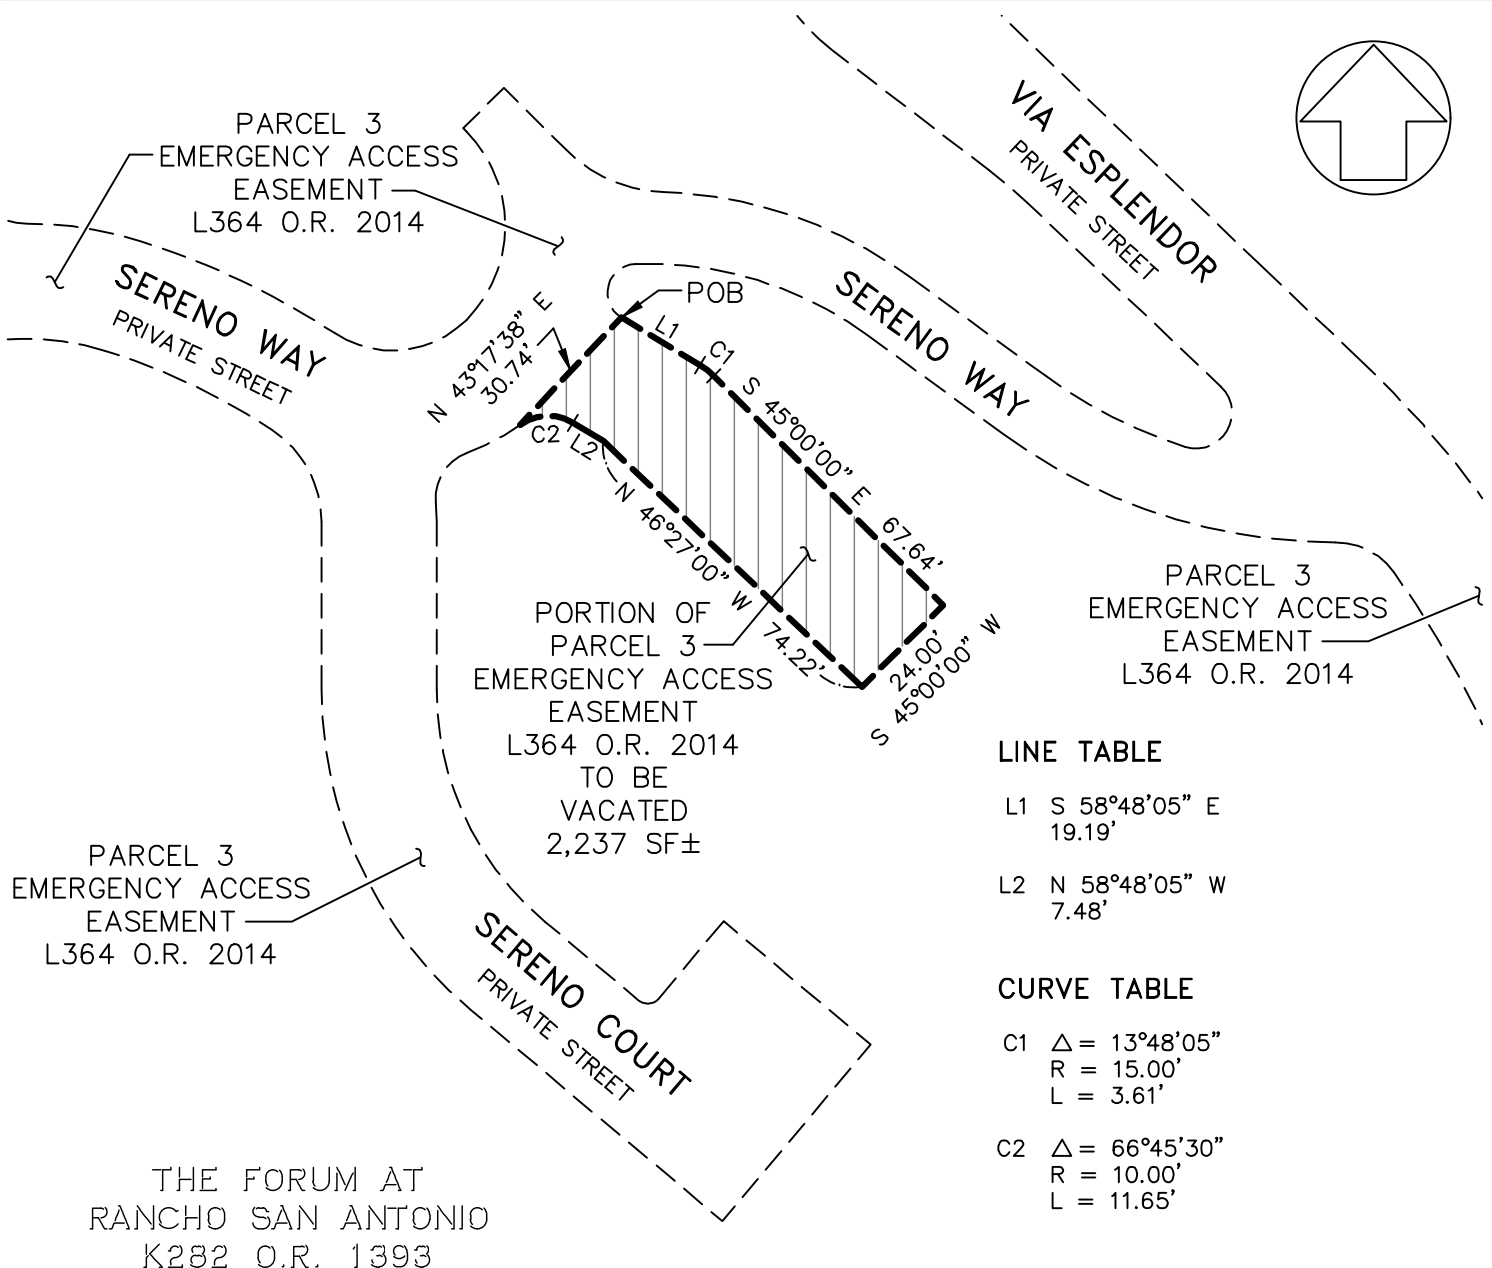 PARCEL 3
EMERGENCY ACCESS
EASEMENT
L364 O.R. 2014
SERENO WAY
PRIVATE STREET
VIA ESPLENDOR
PRIVATE STREET
POB
SERENO WAY
N 43°17'38" E
30.74'
L1
C1
S 45°00'00" E 67.64'
C2
L2
N 46°27'00" W 74.22'
24.00'
S 45°00'00" W
PORTION OF
PARCEL 3
EMERGENCY ACCESS
EASEMENT
L364 O.R. 2014
TO BE
VACATED
2,237 SF±
PARCEL 3
EMERGENCY ACCESS
EASEMENT
L364 O.R. 2014
PARCEL 3
EMERGENCY ACCESS
EASEMENT
L364 O.R. 2014
SERENO COURT
PRIVATE STREET
LINE TABLE
L1 S 58°48'05" E
19.19'
L2 N 58°48'05" W
7.48'
CURVE TABLE
C1 △ = 13°48'05"
R = 15.00'
L = 3.61'
C2 △ = 66°45'30"
R = 10.00'
L = 11.65'
THE FORUM AT
RANCHO SAN ANTONIO
K282 O.R. 1393